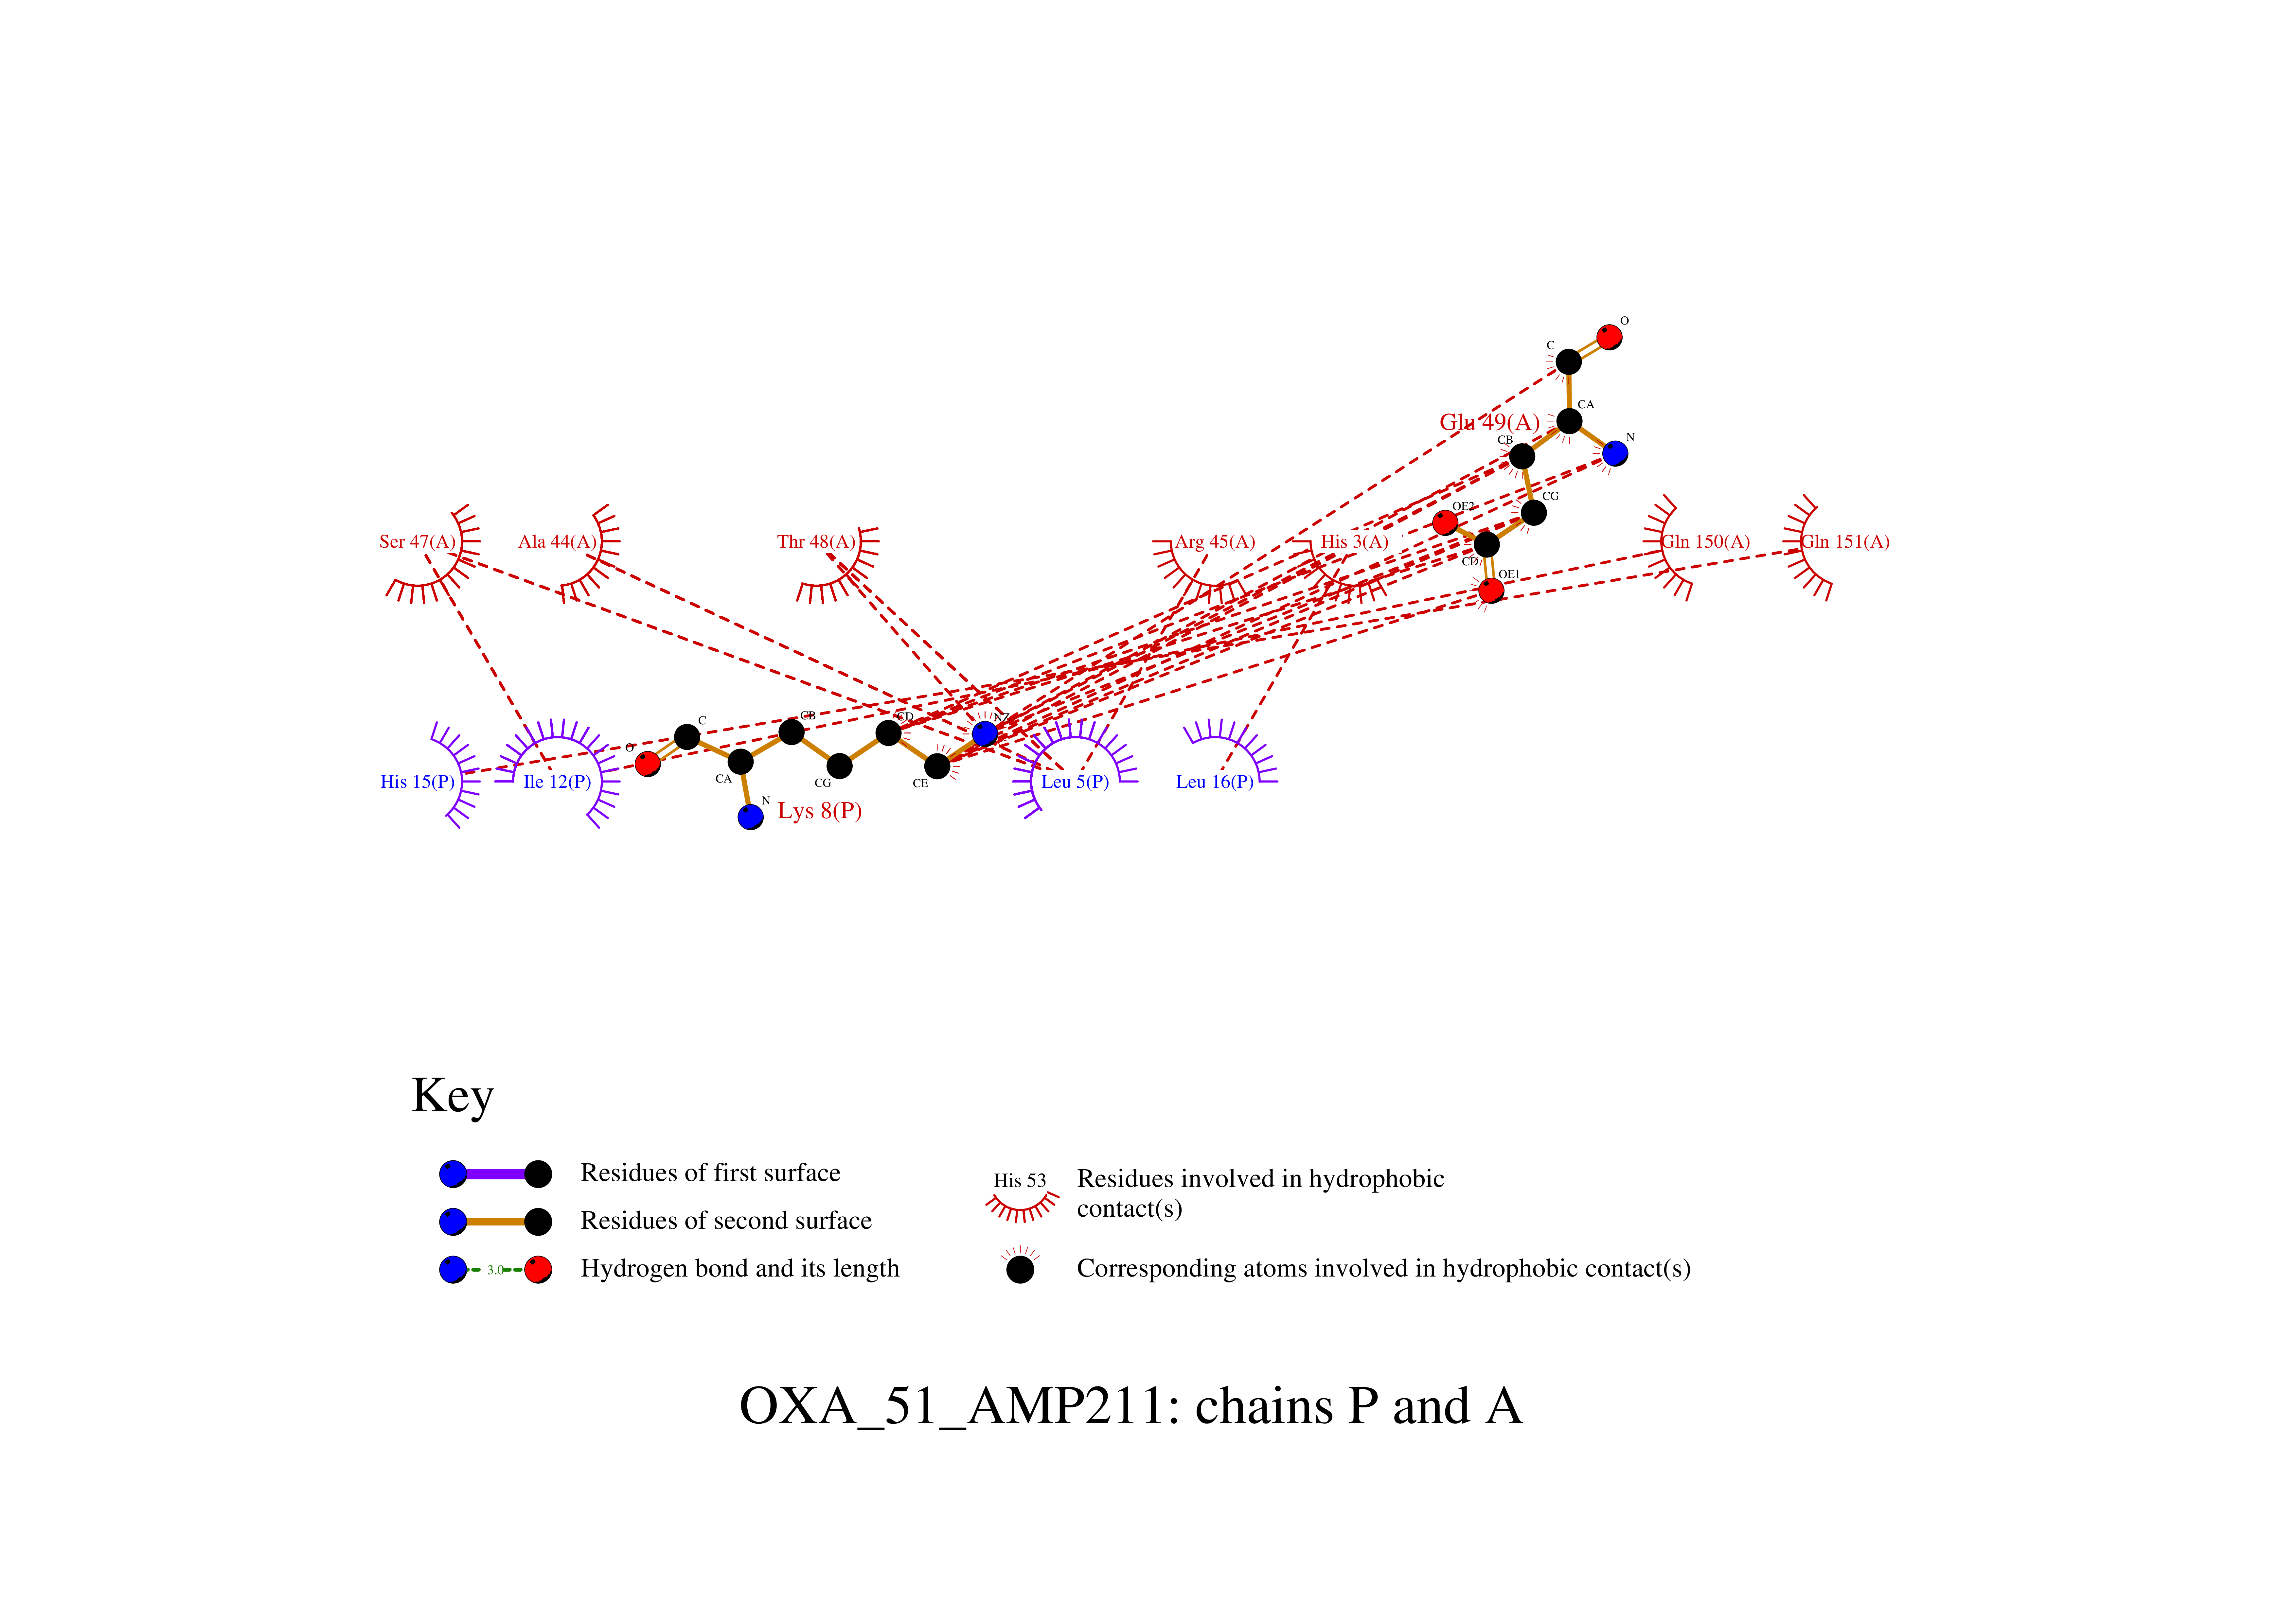 O
C
CA
Glu 49(A)
N
CB
CG
OE2
Ser 47(A) Ala 44(A) Thr 48(A) Arg 45(A) His 3(A) Gln 150(A) Gln 151(A)
CD
OE1
C CB CD NZ
O
His 15(P) Ile 12(P) CA CG CE Leu 5(P) Leu 16(P)
N
Lys 8(P)
Key
Residues of first surface
Residues of second surface
3.0 Hydrogen bond and its length
His 53 Residues involved in hydrophobic
contact(s)
Corresponding atoms involved in hydrophobic contact(s)
OXA_51_AMP211: chains P and A